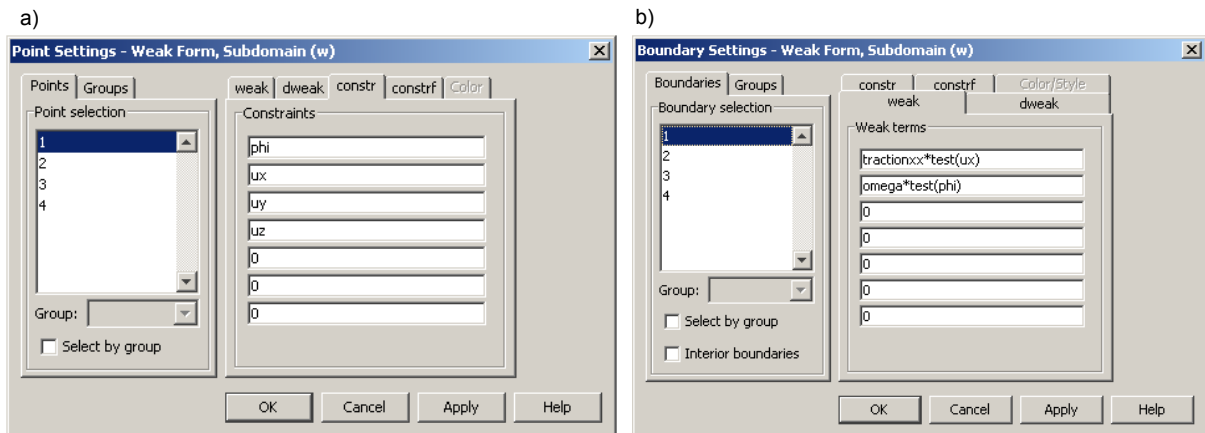 a)
Point Settings - Weak Form, Subdomain (w)
Points Groups
Point selection
1
2
3
4
Group:
Select by group
weak dweak constr constrf Color
Constraints
phi
ux
uy
uz
0
0
0
OK Cancel Apply Help
b)
Boundary Settings - Weak Form, Subdomain (w)
Boundaries Groups
Boundary selection
1
2
3
4
Group:
Select by group
Interior boundaries
constr constrf Color/Style
weak dweak
Weak terms
tractionxx*test(ux)
omega*test(phi)
0
0
0
0
0
OK Cancel Apply Help